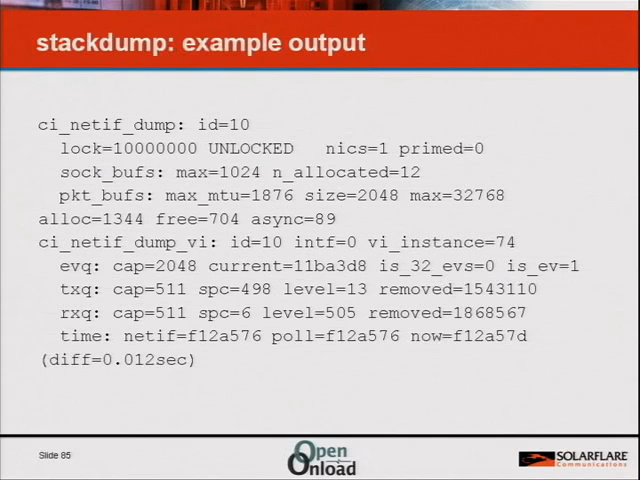 stackdump: example output
ci_netif_dump: id=10
lock=10000000 UNLOCKED nics=1 primed=0
sock_bufs: max=1024 n_allocated=12
pkt_bufs: max_mtu=1876 size=2048 max=32768
alloc=1344 free=704 async=89
ci_netif_dump_vi: id=10 intf=0 vi_instance=74
evq: cap=2048 current=11ba3d8 is_32_evs=0 is_ev=1
txq: cap=511 spc=498 level=13 removed=1543110
rxq: cap=511 spc=6 level=505 removed=1868567
time: netif=f12a576 poll=f12a576 now=f12a57d
(diff=0.012sec)
Slide 85
Open
Onload
SOLARFLARE
Communications